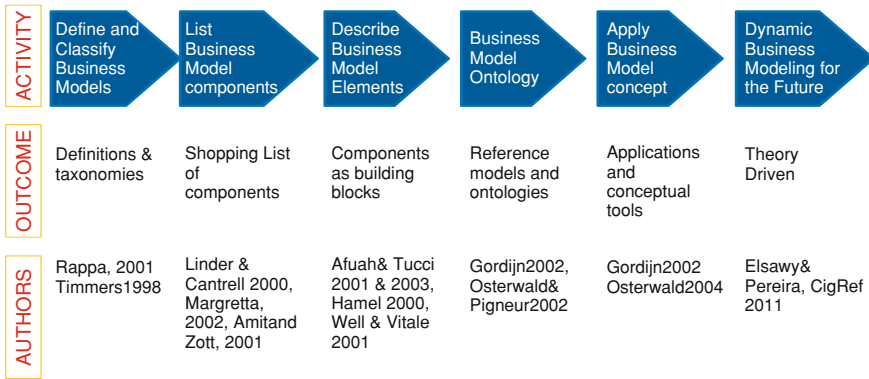 ACTIVITY
Define and
Classify
Business
Models
List
Business
Model
components
Describe
Business
Model
Elements
Business
Model
Ontology
Apply
Business
Model
concept
Dynamic
Business
Modeling for
the Future
OUTCOME
Definitions &
taxonomies
Shopping List
of
components
Components
as building
blocks
Reference
models and
ontologies
Applications
and
conceptual
tools
Theory
Driven
AUTHORS
Rappa, 2001
Timmers1998
Linder &
Cantrell 2000,
Margretta,
2002, Amitand
Zott, 2001
Afuah& Tucci
2001 & 2003,
Hamel 2000,
Well & Vitale
2001
Gordijn2002,
Osterwald&
Pigneur2002
Gordijn2002
Osterwald2004
Elsawy&
Pereira, CigRef
2011